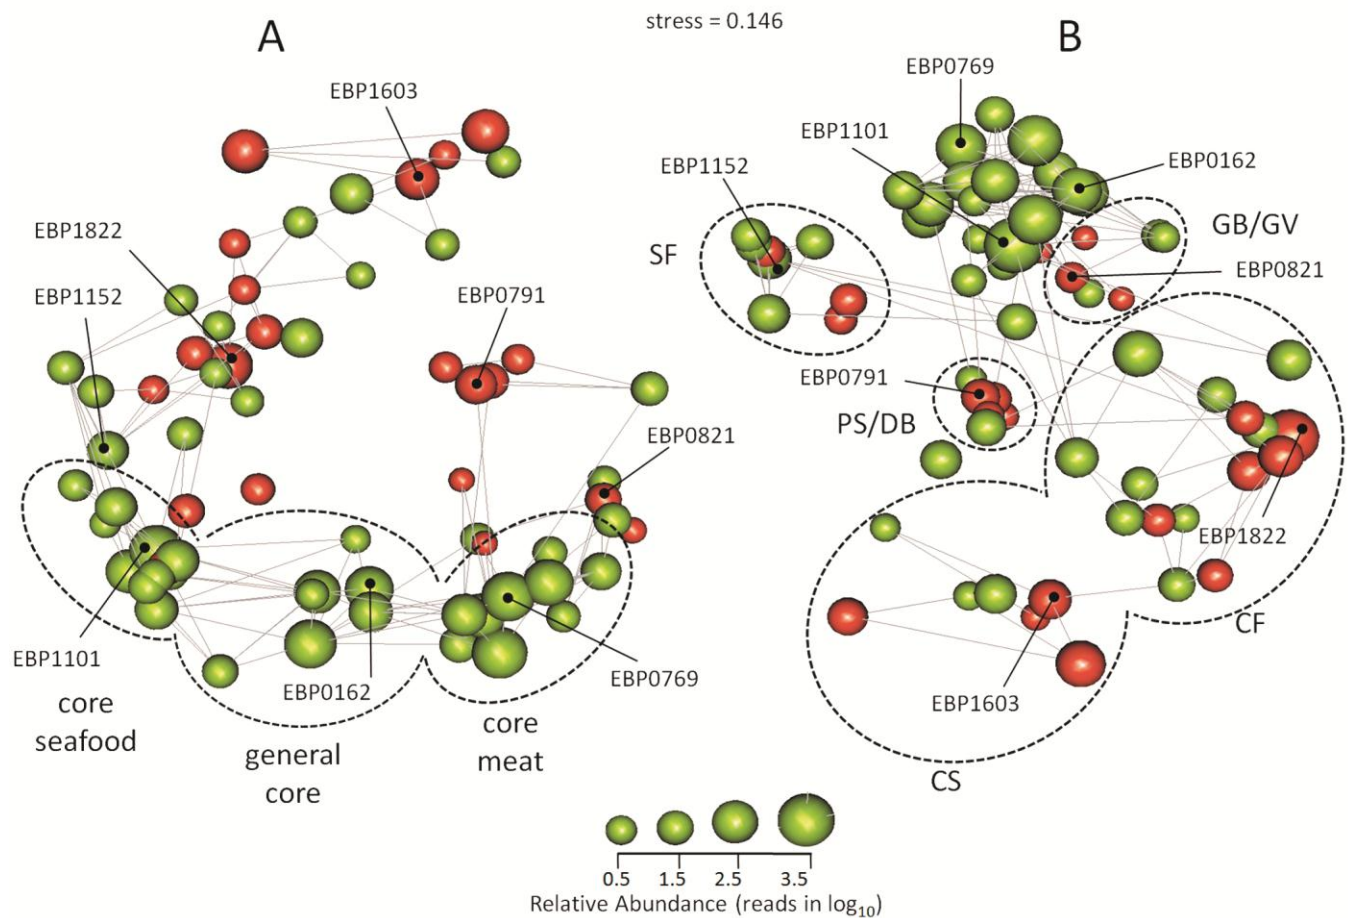 stress = 0.146
A
B
EBP1603
EBP1822
EBP1152
EBP0791
EBP0821
EBP1101
EBP0162
EBP0769
core
seafood
general
core
core
meat
EBP0769
EBP1101
EBP1152
EBP0162
SF
GB/GV
EBP0821
EBP0791
PS/DB
EBP1822
CF
EBP1603
CS
0.5 1.5 2.5 3.5
Relative Abundance (reads in log10)